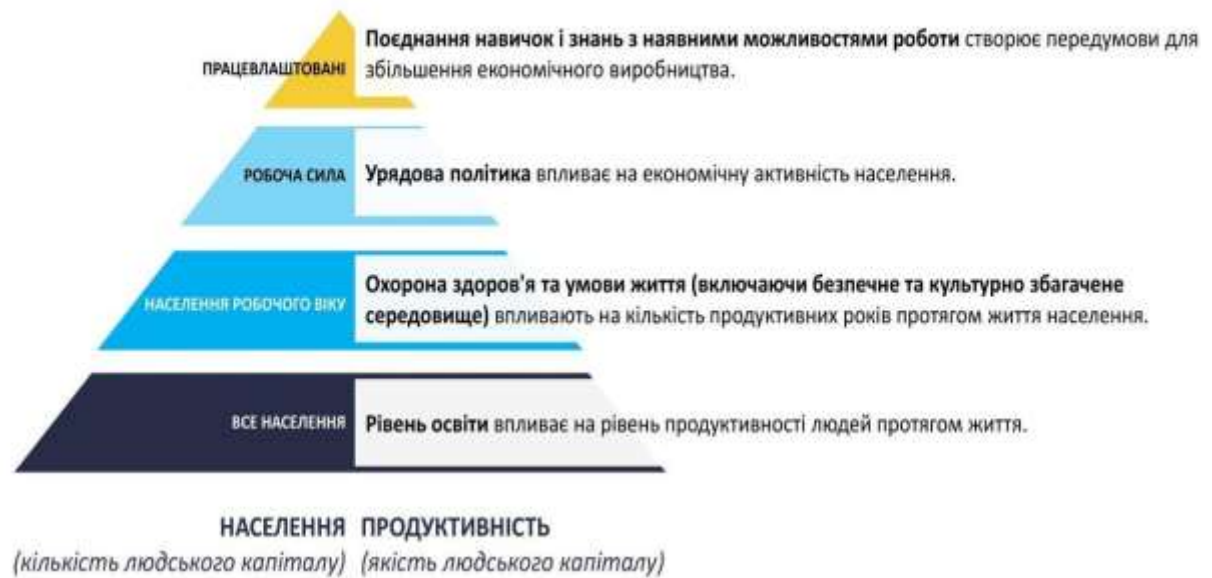 Поєднання навичок і знань з наявними можливостями роботи створює передумови для
ПРАЦЕВЛАШТОВАНІ збільшення економічного виробництва.
РОБОЧА СИЛА Урядова політика впливає на економічну активність населення.
Охорона здоров'я та умови життя (включаючи безпечне та культурно збагачене
НАСЕЛЕННЯ РОБОЧОГО ВІКУ середовище) впливають на кількість продуктивних років протягом життя населення.
ВСЕ НАСЕЛЕННЯ Рівень освіти впливає на рівень продуктивності людей протягом життя.
НАСЕЛЕННЯ ПРОДУКТИВНІСТЬ
(кількість людського капіталу) (якість людського капіталу)